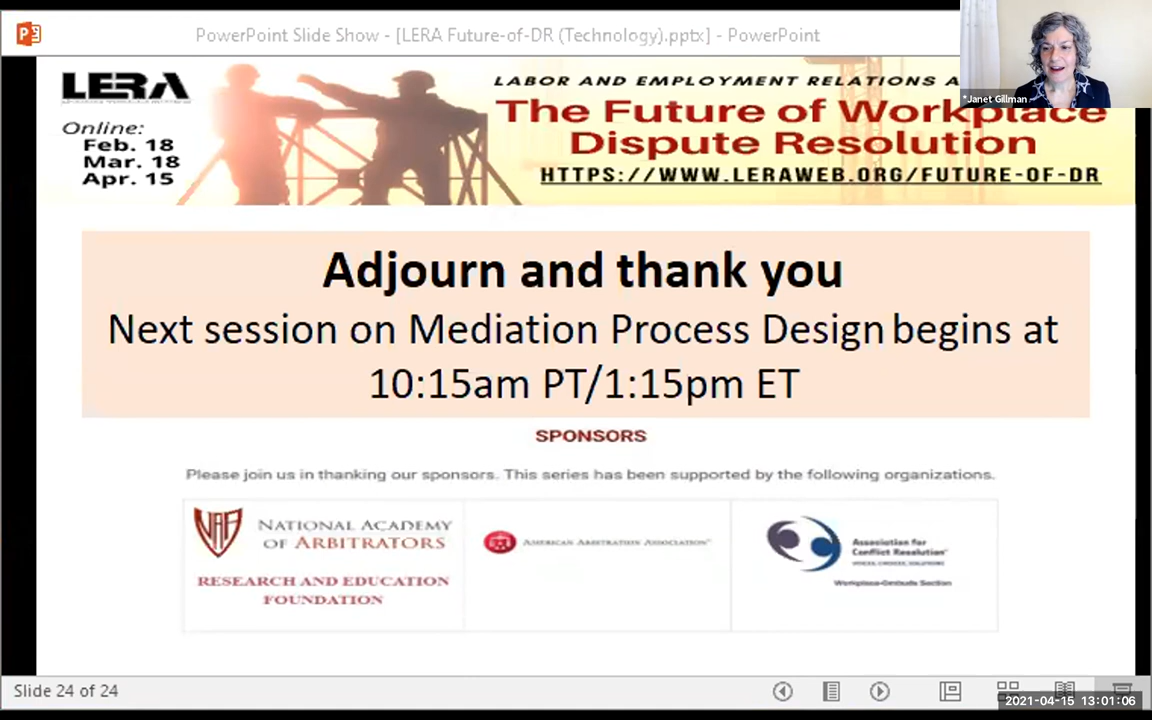 PowerPoint Slide Show - [LERA Future-of-DR (Technology).pptx] - PowerPoint
*Janet Gillman
LERA
LABOR AND EMPLOYMENT RELATIONS A
The Future of Workplace
Dispute Resolution
HTTPS://WWW.LERAWEB.ORG/FUTURE-OF-DR
Online:
Feb. 18
Mar. 18
Apr. 15
Adjourn and thank you
Next session on Mediation Process Design begins at
10:15am PT/1:15pm ET
SPONSORS
Please join us in thanking our sponsors. This series has been supported by the following organizations.
NAA
NATIONAL ACADEMY
OF ARBITRATORS
RESEARCH AND EDUCATION
FOUNDATION
AMERICAN ARBITRATION ASSOCIATION
Association for
Conflict Resolution
Slide 24 of 24
2021-04-15 13:01:06